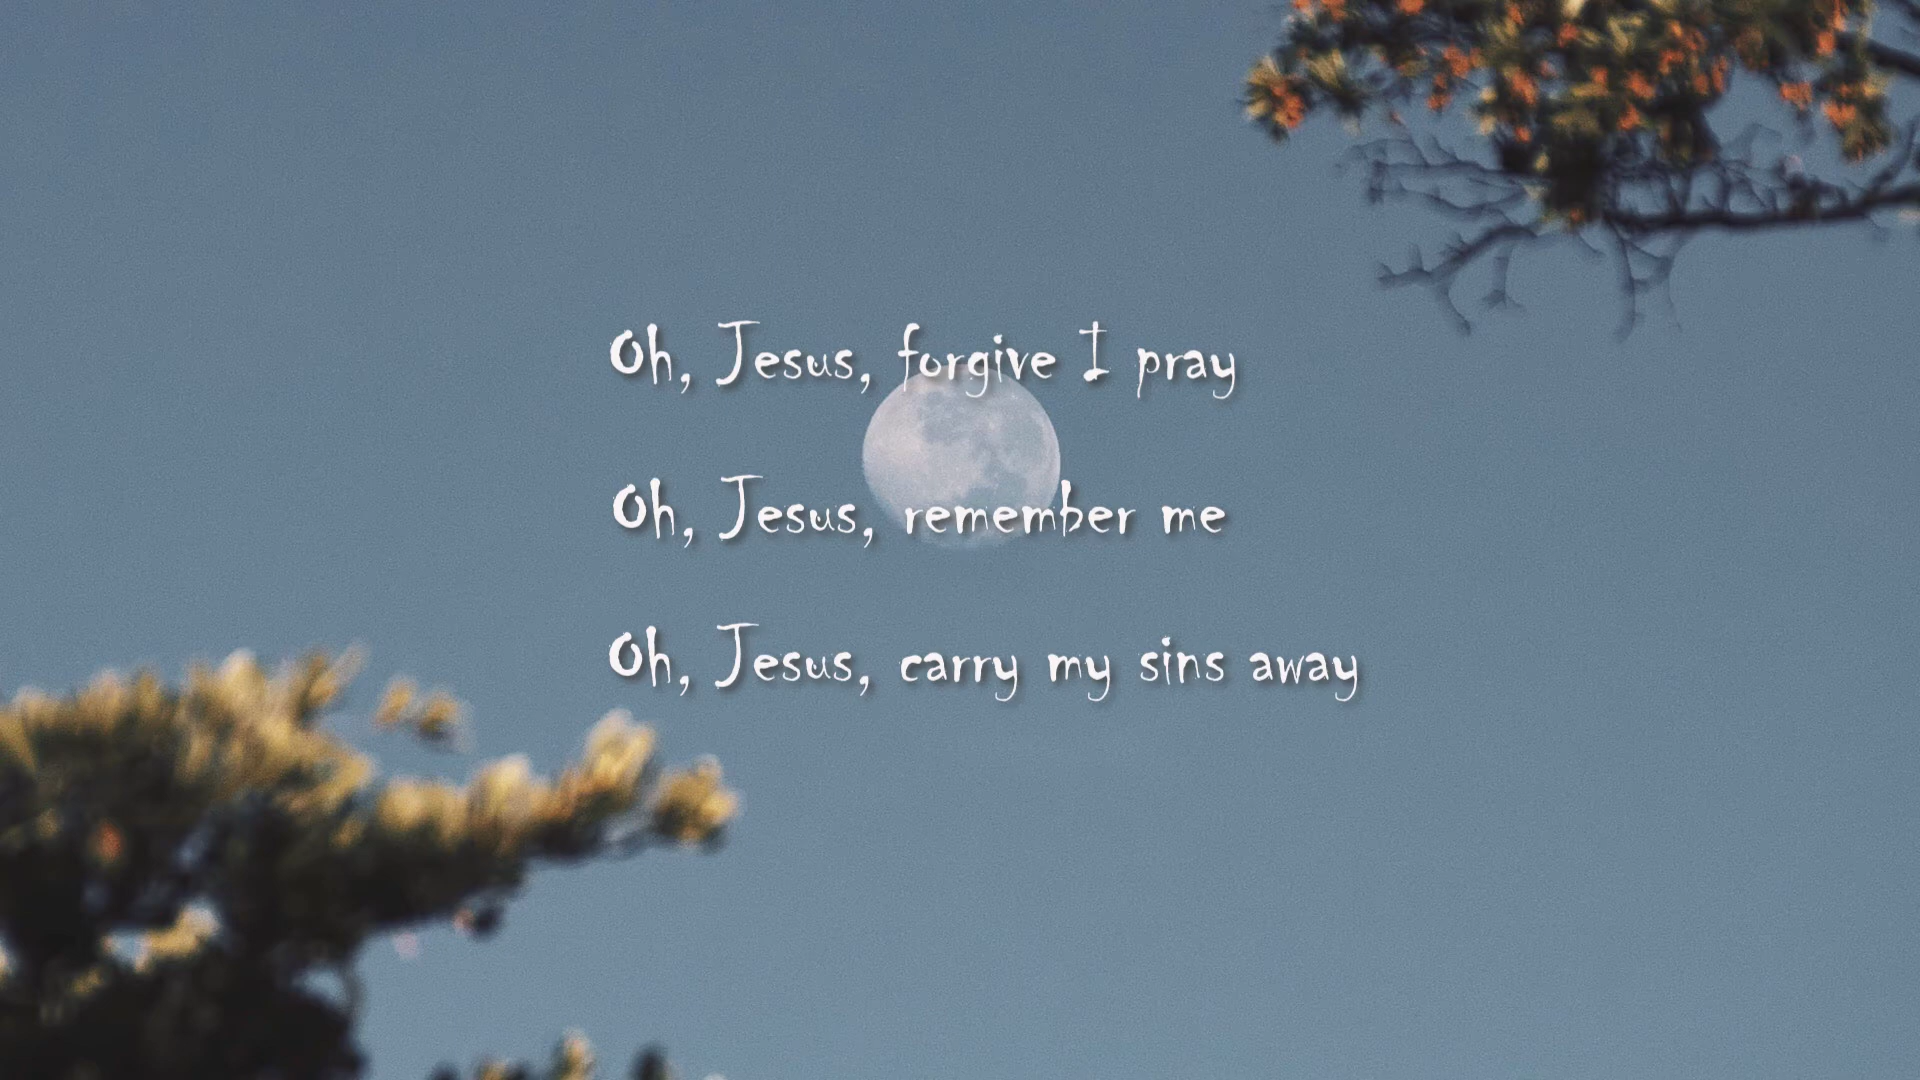 Oh, Jesus, forgive I pray
Oh, Jesus, remember me
Oh, Jesus, carry my sins away